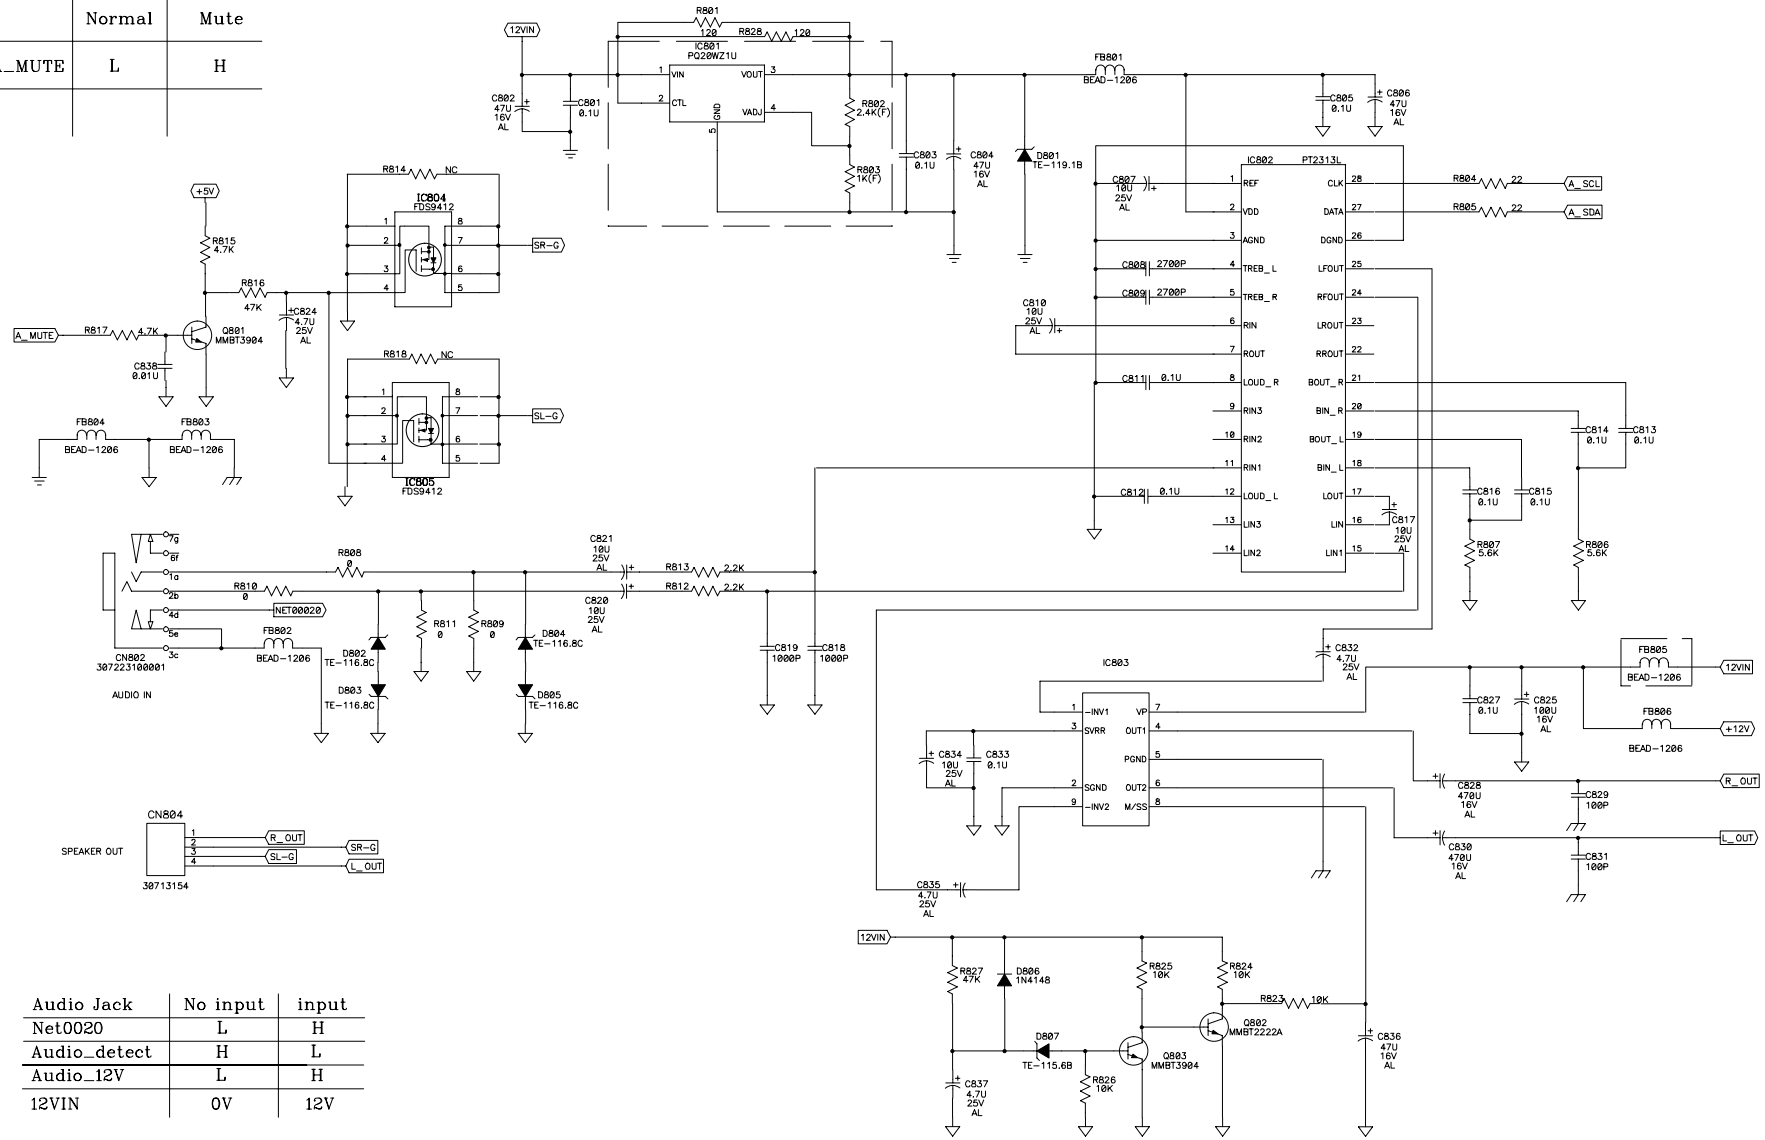 Normal Mute
A_MUTE L H
12VIN
R801
120
R828 120
IC801
PQ20WZ1U
1 VIN VOUT 3
2 CTL
GND
5
VADJ 4
C802
47U
16V
AL
C801
0.1U
R802
2.4K(F)
R803
1K(F)
C803
0.1U
C804
47U
16V
AL
D801
TE-119.1B
FB801
BEAD-1206
C805
0.1U
C806
47U
16V
AL
R814 NC
IC804
FDS9412
1 8
2 7
3 6
4 5
SR-G
+5V
R815
4.7K
R816
47K
C824
4.7U
25V
AL
A_MUTE
R817 4.7K
Q801
MMBT3904
C838
0.01U
R818 NC
1 8
2 7
3 6
4 5
SL-G
IC805
FDS9412
FB804
BEAD-1206
FB803
BEAD-1206
IC802 PT2313L
C807
10U
25V
AL
C808 2700P
C809 2700P
C810
10U
25V
AL
C811 0.1U
C812 0.1U
1 REF CLK 28
2 VDD DATA 27
3 AGND DGND 26
4 TREB_L LFOUT 25
5 TREB_R RFOUT 24
6 RIN LROUT 23
7 ROUT RROUT 22
8 LOUD_R BOUT_R 21
9 RIN3 BIN_R 20
10 RIN2 BOUT_L 19
11 RIN1 BIN_L 18
12 LOUD_L LOUT 17
13 LIN3 LIN 16
14 LIN2 LIN1 15
R804 22 A_SCL
R805 22 A_SDA
C814
0.1U
C813
0.1U
C816
0.1U
C815
0.1U
C817
10U
25V
AL
R807
5.6K
R806
5.6K
7g
6f
1a
2b
4d
5e
3c
CN802
307223100001
AUDIO IN
R808
0
R810
0
NET00020
FB802
BEAD-1206
D802
TE-116.8C
D803
TE-116.8C
R811
0
R809
0
D804
TE-116.8C
D805
TE-116.8C
C821
10U
25V
AL
C820
10U
25V
AL
R813 2.2K
R812 2.2K
C819
1000P
C818
1000P
C832
4.7U
25V
AL
IC803
1 -INV1 VP 7
3 SVRR OUT1 4
PGND 5
2 SGND OUT2 6
9 -INV2 M/SS 8
C834
10U
25V
AL
C833
0.1U
C835
4.7U
25V
AL
C827
0.1U
C825
100U
16V
AL
FB805
BEAD-1206
12VIN
FB806
BEAD-1206
+12V
C828
470U
16V
AL
C829
100P
R_OUT
C830
470U
16V
AL
C831
100P
L_OUT
CN804
SPEAKER OUT
1 R_OUT
2 SR-G
3 SL-G
4 L_OUT
30713154
12VIN
R827
47K
D806
1N4148
R825
10K
R824
10K
R823 10K
Q802
MMBT2222A
D807
TE-115.6B
Q803
MMBT3904
R826
10K
C837
4.7U
25V
AL
C836
47U
16V
AL
Audio Jack No input input
Net0020 L H
Audio_detect H L
Audio_12V L H
12VIN 0V 12V